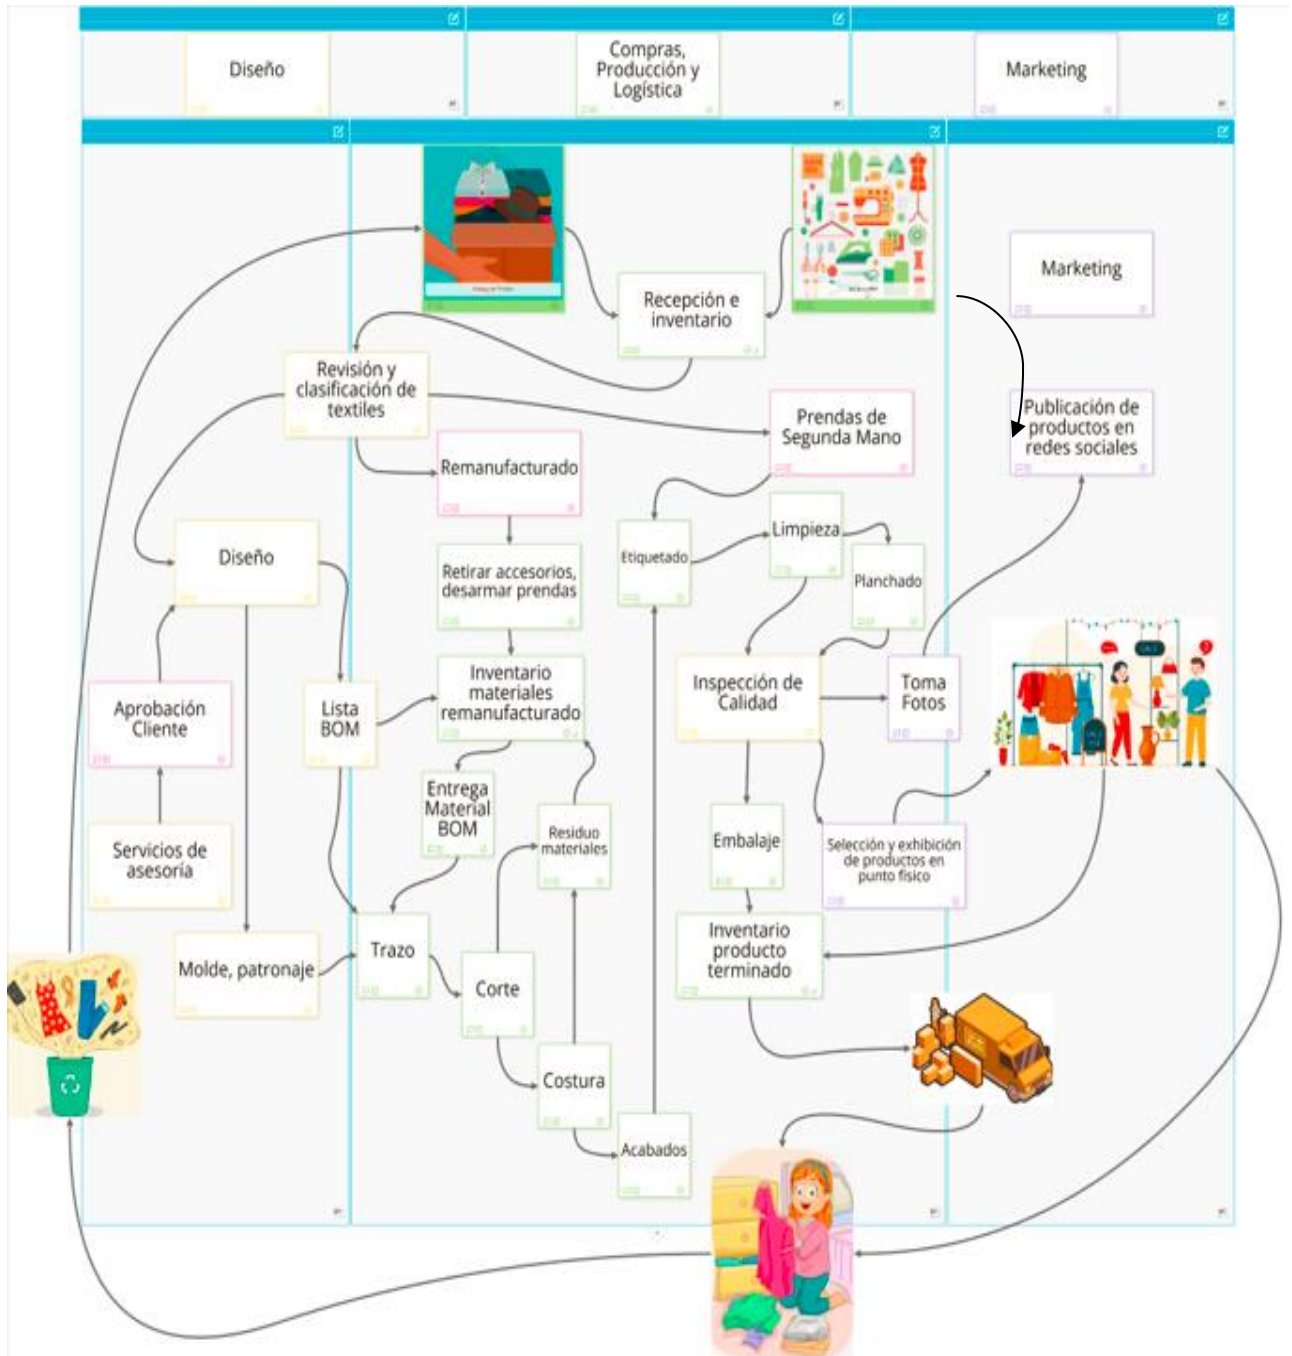 Diseño
Compras,
Producción y
Logística
Marketing
Recepción e
inventario
Marketing
Revisión y
clasificación de
textiles
Prendas de
Segunda Mano
Publicación de
productos en
redes sociales
Remanufacturado
Diseño
Retirar accesorios,
desarmar prendas
Etiquetado
Limpieza
Planchado
Aprobación
Cliente
Lista
BOM
Inventario
materiales
remanufacturado
Inspección de
Calidad
Toma
Fotos
Servicios de
asesoría
Entrega
Material
BOM
Residuo
materiales
Embalaje
Selección y exhibición
de productos en
punto físico
Molde, patronaje
Trazo
Corte
Inventario
producto
terminado
Costura
Acabados